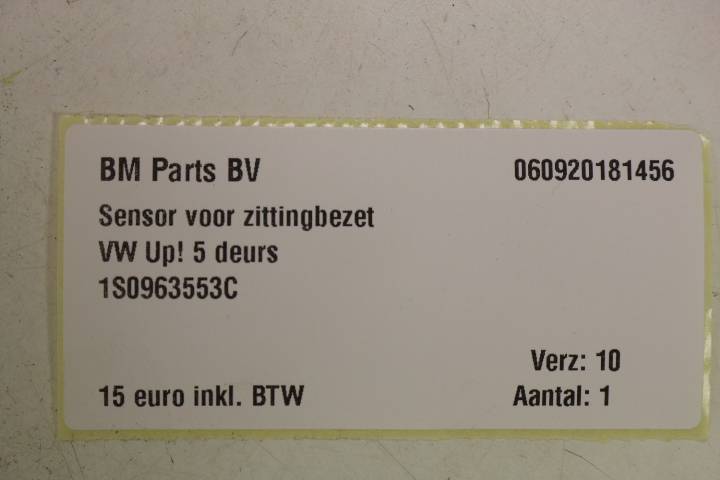 BM Parts BV 060920181456
Sensor voor zittingbezet
VW Up! 5 deurs
1S0963553C
Verz: 10
15 euro inkl. BTW Aantal: 1